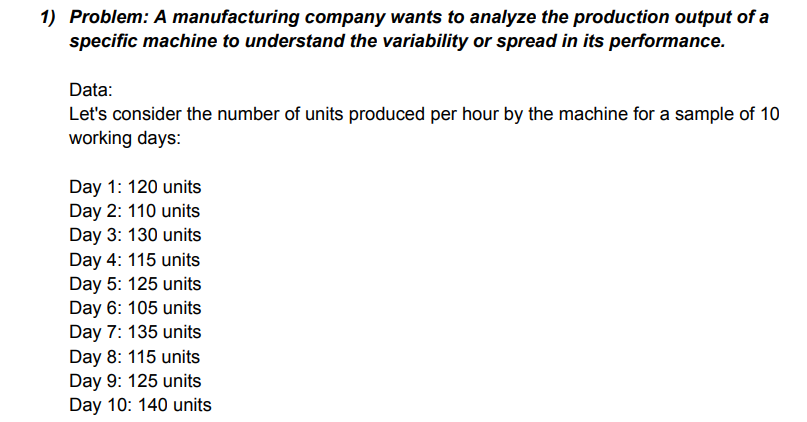 1) Problem: A manufacturing company wants to analyze the production output of a
specific machine to understand the variability or spread in its performance.
Data:
Let's consider the number of units produced per hour by the machine for a sample of 10
working days:
Day 1: 120 units
Day 2: 110 units
Day 3: 130 units
Day 4: 115 units
Day 5: 125 units
Day 6: 105 units
Day 7: 135 units
Day 8: 115 units
Day 9: 125 units
Day 10: 140 units